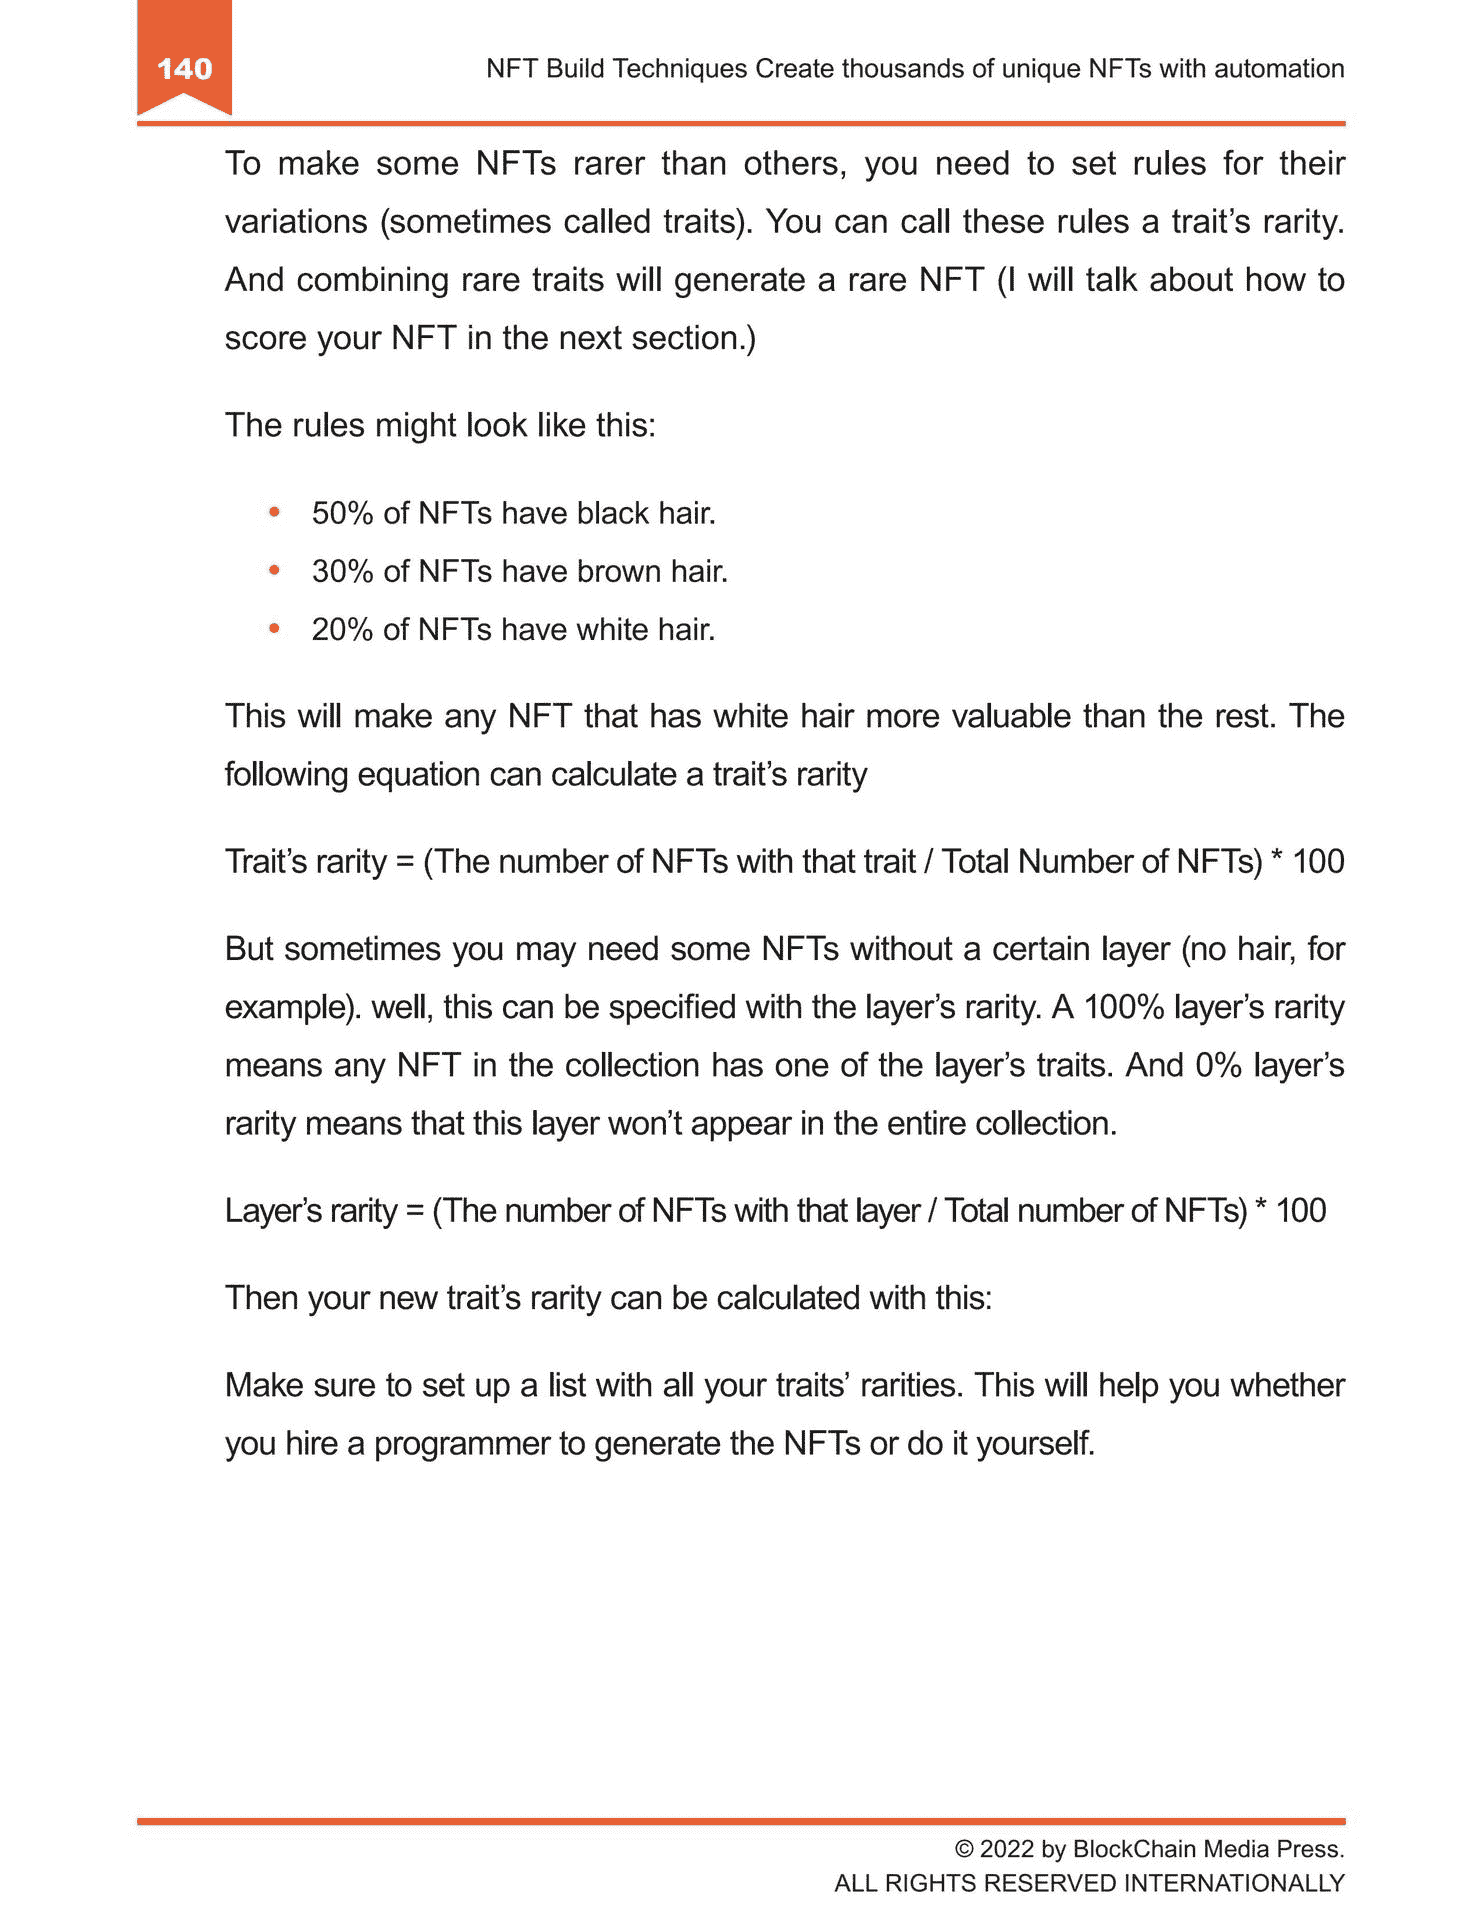 140
NFT Build Techniques Create thousands of unique NFTs with automation
To make some NFTs rarer than others, you need to set rules for their
variations (sometimes called traits). You can call these rules a trait’s rarity.
And combining rare traits will generate a rare NFT (I will talk about how to
score your NFT in the next section.)
The rules might look like this:
• 50% of NFTs have black hair.
• 30% of NFTs have brown hair.
• 20% of NFTs have white hair.
This will make any NFT that has white hair more valuable than the rest. The
following equation can calculate a trait’s rarity
Trait’s rarity = (The number of NFTs with that trait / Total Number of NFTs) * 100
But sometimes you may need some NFTs without a certain layer (no hair, for
example). well, this can be specified with the layer’s rarity. A 100% layer’s rarity
means any NFT in the collection has one of the layer’s traits. And 0% layer’s
rarity means that this layer won’t appear in the entire collection.
Layer’s rarity = (The number of NFTs with that layer / Total number of NFTs) * 100
Then your new trait’s rarity can be calculated with this:
Make sure to set up a list with all your traits’ rarities. This will help you whether
you hire a programmer to generate the NFTs or do it yourself.
© 2022 by BlockChain Media Press.
ALL RIGHTS RESERVED INTERNATIONALLY